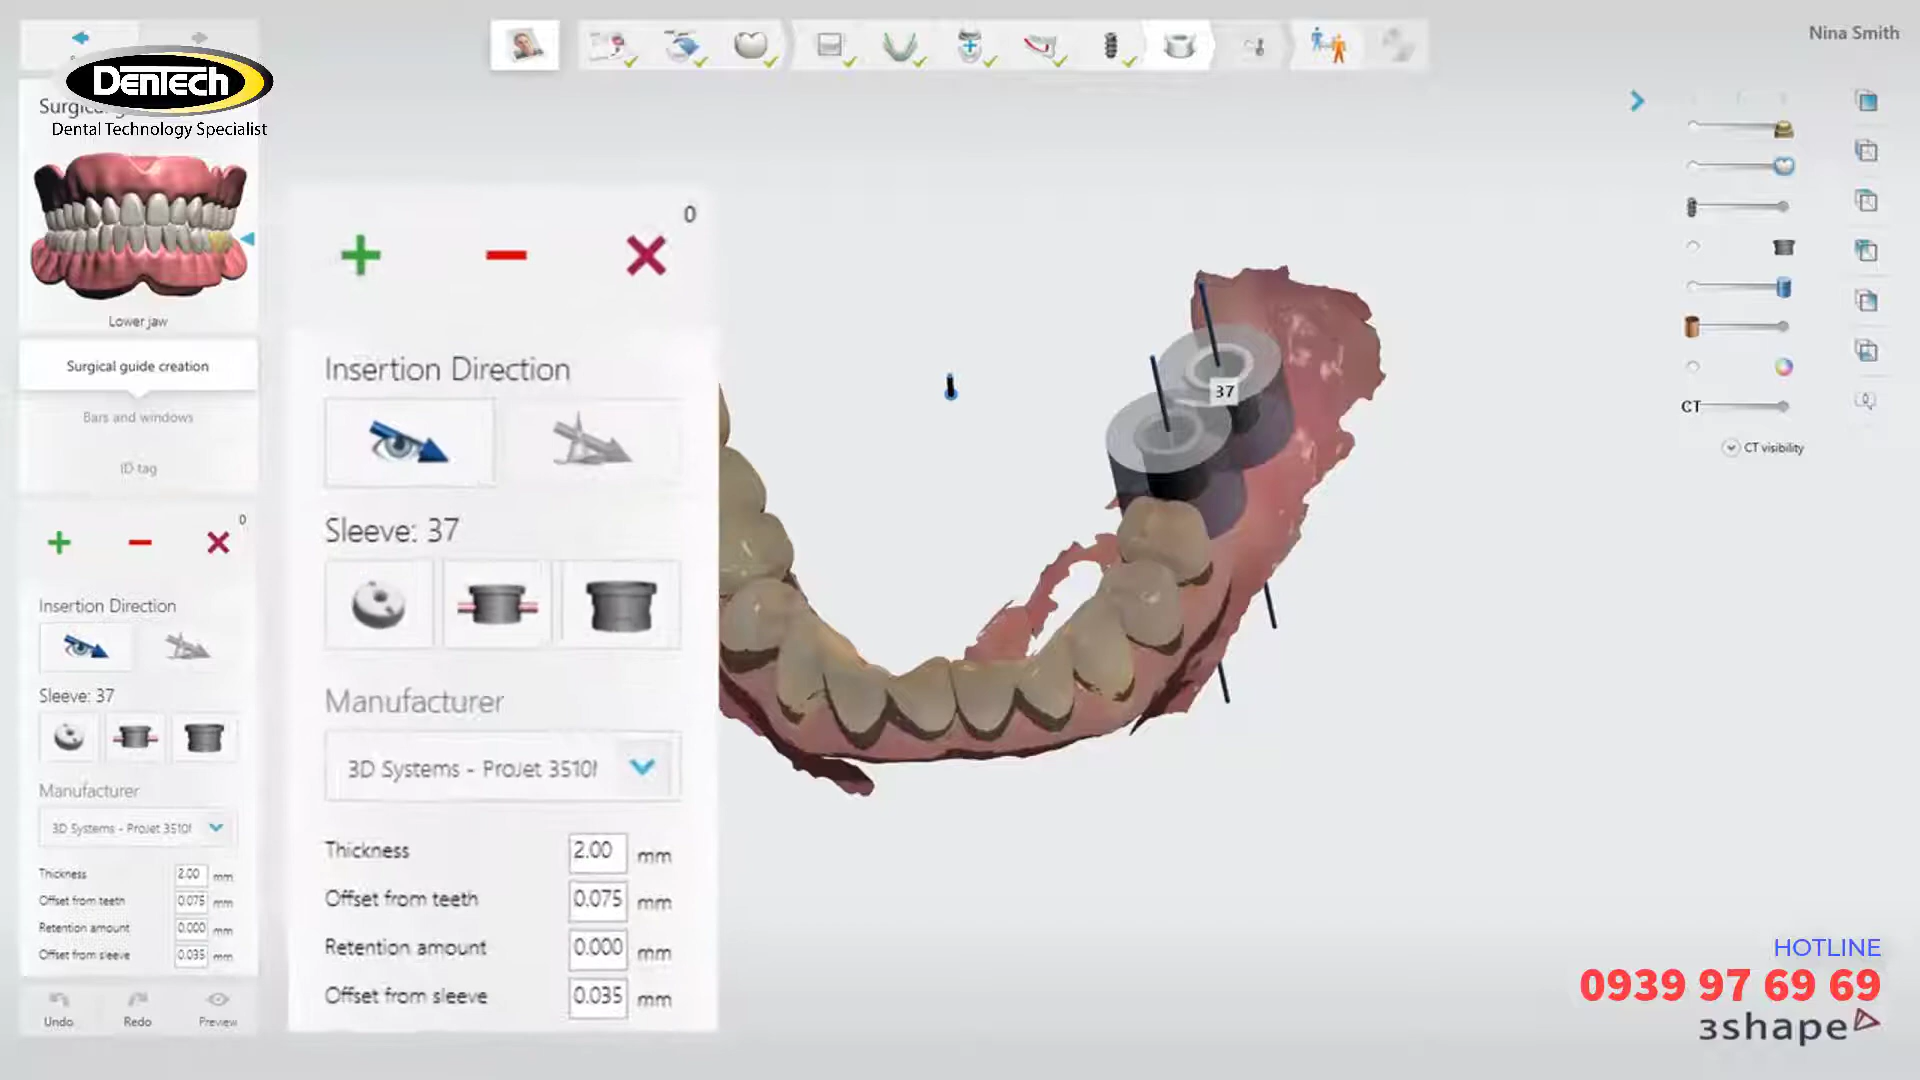 Nina Smith
DENTECH
Dental Technology Specialist
Lower jaw
Surgical guide creation
Bars and windows
ID tag
0
Insertion Direction
Sleeve: 37
Manufacturer
3D Systems - ProJet 3510
Thickness 2.00 mm
Offset from teeth 0.075 mm
Retention amount 0.000 mm
Offset from sleeve 0.035 mm
Undo Redo Preview
0
Insertion Direction
Sleeve: 37
Manufacturer
3D Systems - ProJet 3510
Thickness 2.00 mm
Offset from teeth 0.075 mm
Retention amount 0.000 mm
Offset from sleeve 0.035 mm
37
CT
CT visibility
HOTLINE
0939 97 69 69
3shape